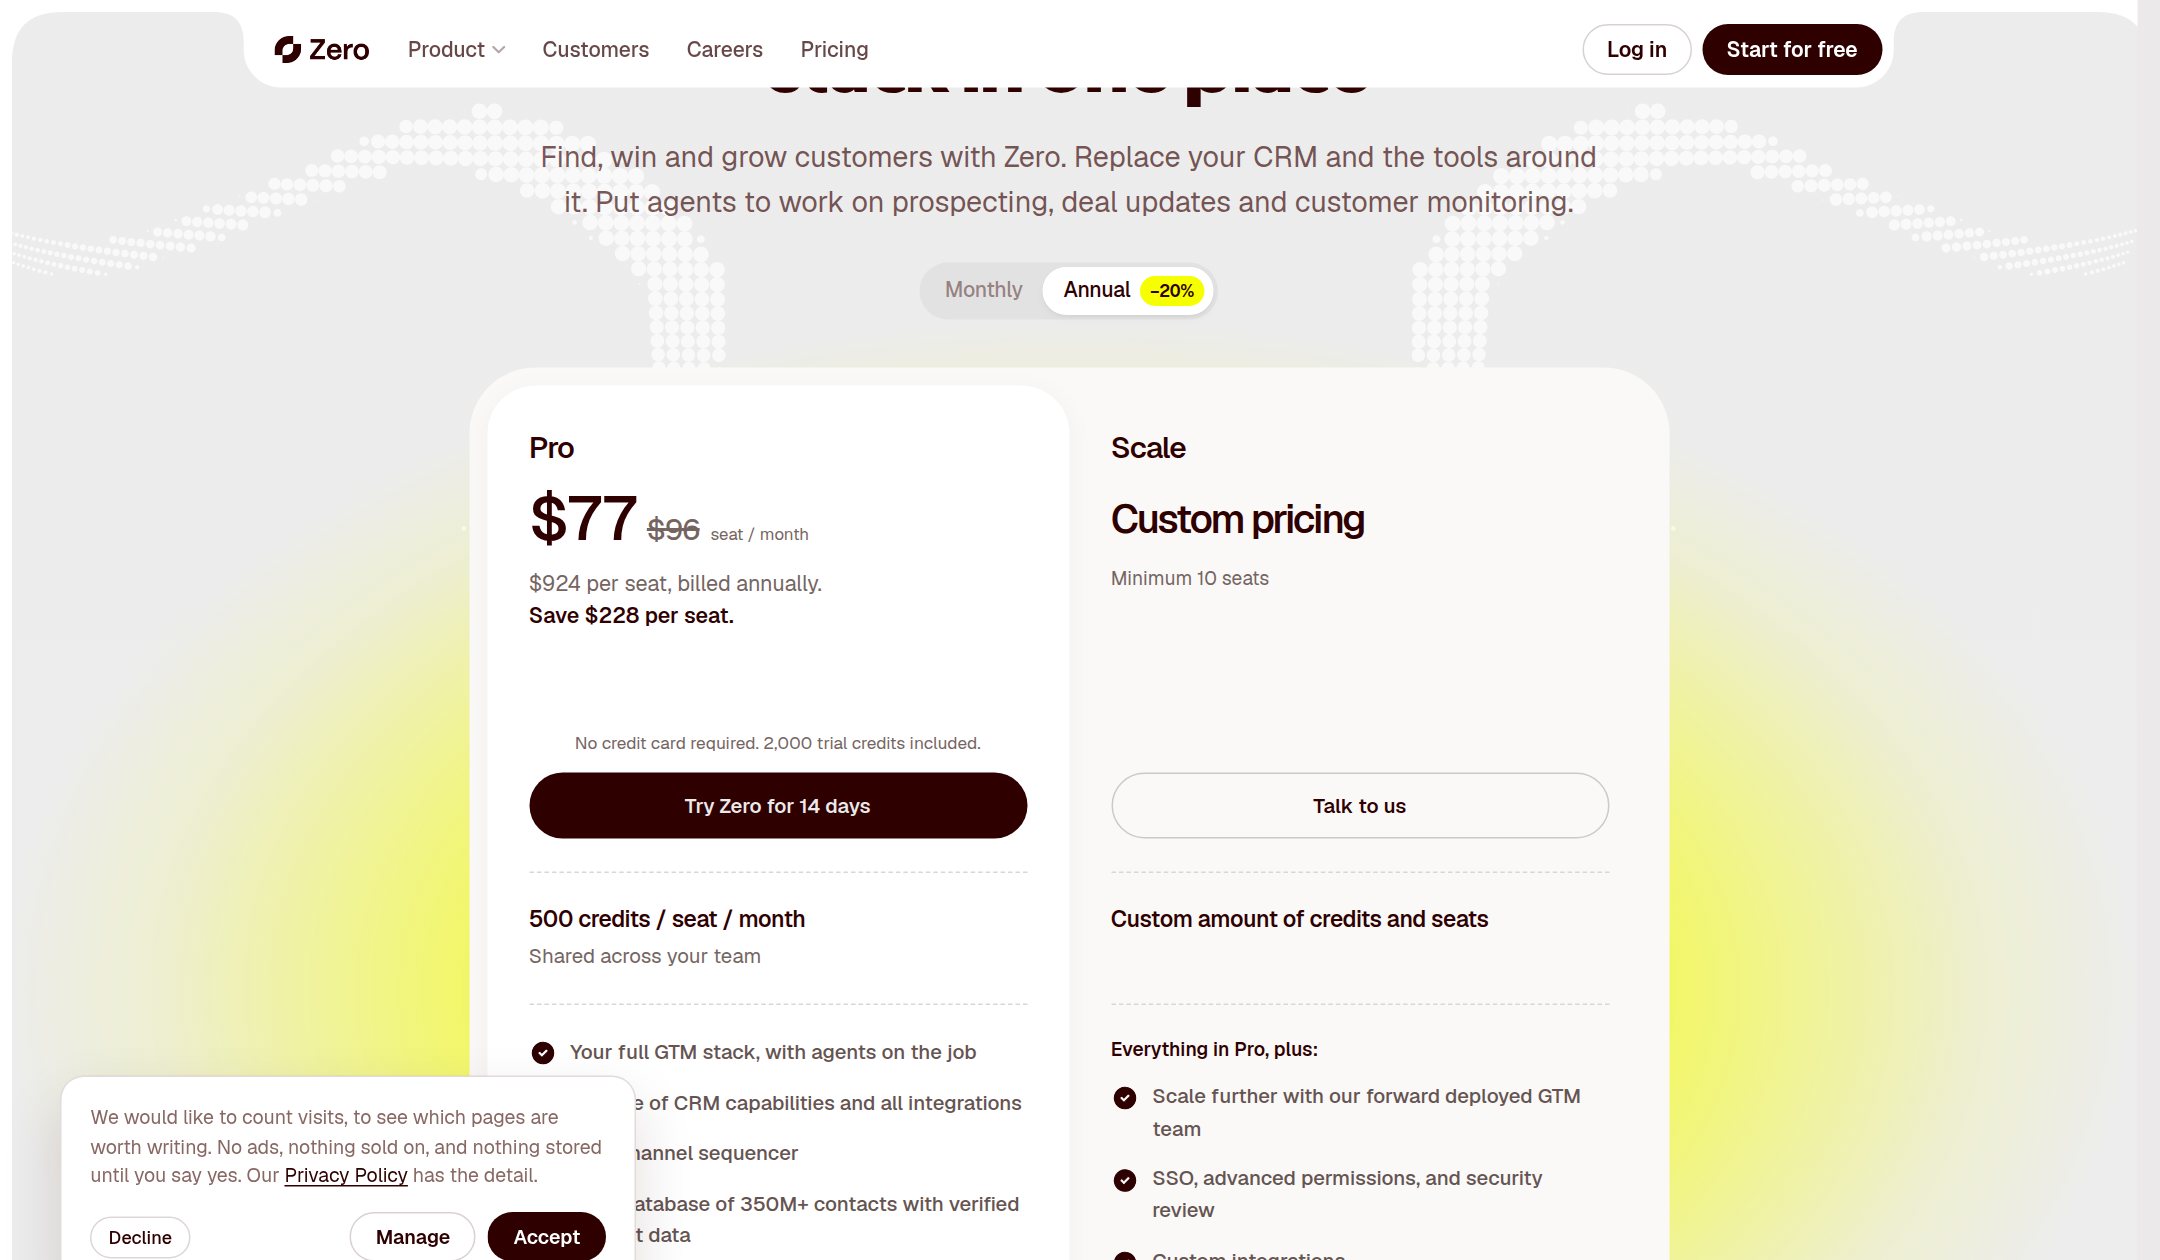 Zero
Product
Customers
Careers
Pricing
Log in
Start for free
stack in one place
Find, win and grow customers with Zero. Replace your CRM and the tools around
it. Put agents to work on prospecting, deal updates and customer monitoring.
Monthly
Annual
−20%
Pro
$77 $96 seat / month
$924 per seat, billed annually.
Save $228 per seat.
No credit card required. 2,000 trial credits included.
Try Zero for 14 days
500 credits / seat / month
Shared across your team
Your full GTM stack, with agents on the job
of CRM capabilities and all integrations
sequencer
of 350M+ contacts with verified
data
Scale
Custom pricing
Minimum 10 seats
Talk to us
Custom amount of credits and seats
Everything in Pro, plus:
Scale further with our forward deployed GTM
team
SSO, advanced permissions, and security
review
Custom integrations
We would like to count visits, to see which pages are
worth writing. No ads, nothing sold on, and nothing stored
until you say yes. Our Privacy Policy has the detail.
Decline
Manage
Accept